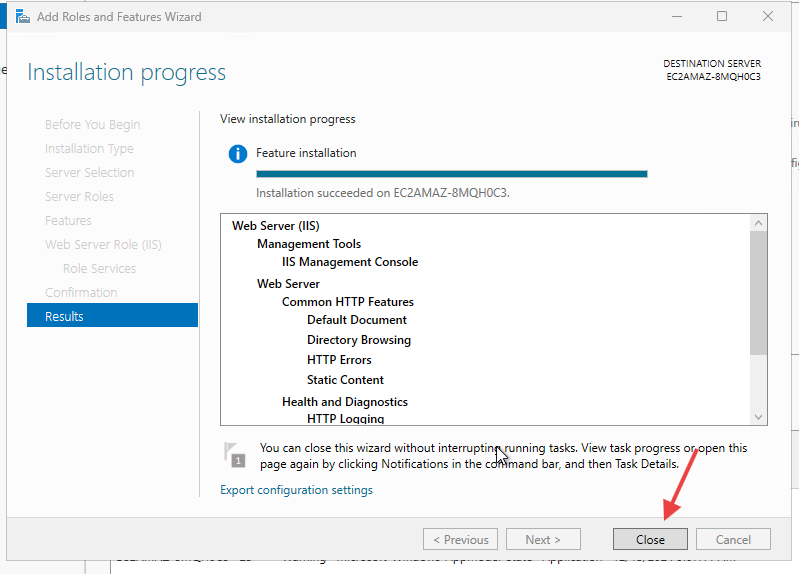 Add Roles and Features Wizard
Installation progress
DESTINATION SERVER
EC2AMAZ-8MQH0C3
Before You Begin
Installation Type
Server Selection
Server Roles
Features
Web Server Role (IIS)
Role Services
Confirmation
Results
View installation progress
Feature installation
Installation succeeded on EC2AMAZ-8MQH0C3.
Web Server (IIS)
Management Tools
IIS Management Console
Web Server
Common HTTP Features
Default Document
Directory Browsing
HTTP Errors
Static Content
Health and Diagnostics
HTTP Logging
1
You can close this wizard without interrupting running tasks. View task progress or open this
page again by clicking Notifications in the command bar, and then Task Details.
Export configuration settings
< Previous
Next >
Close
Cancel